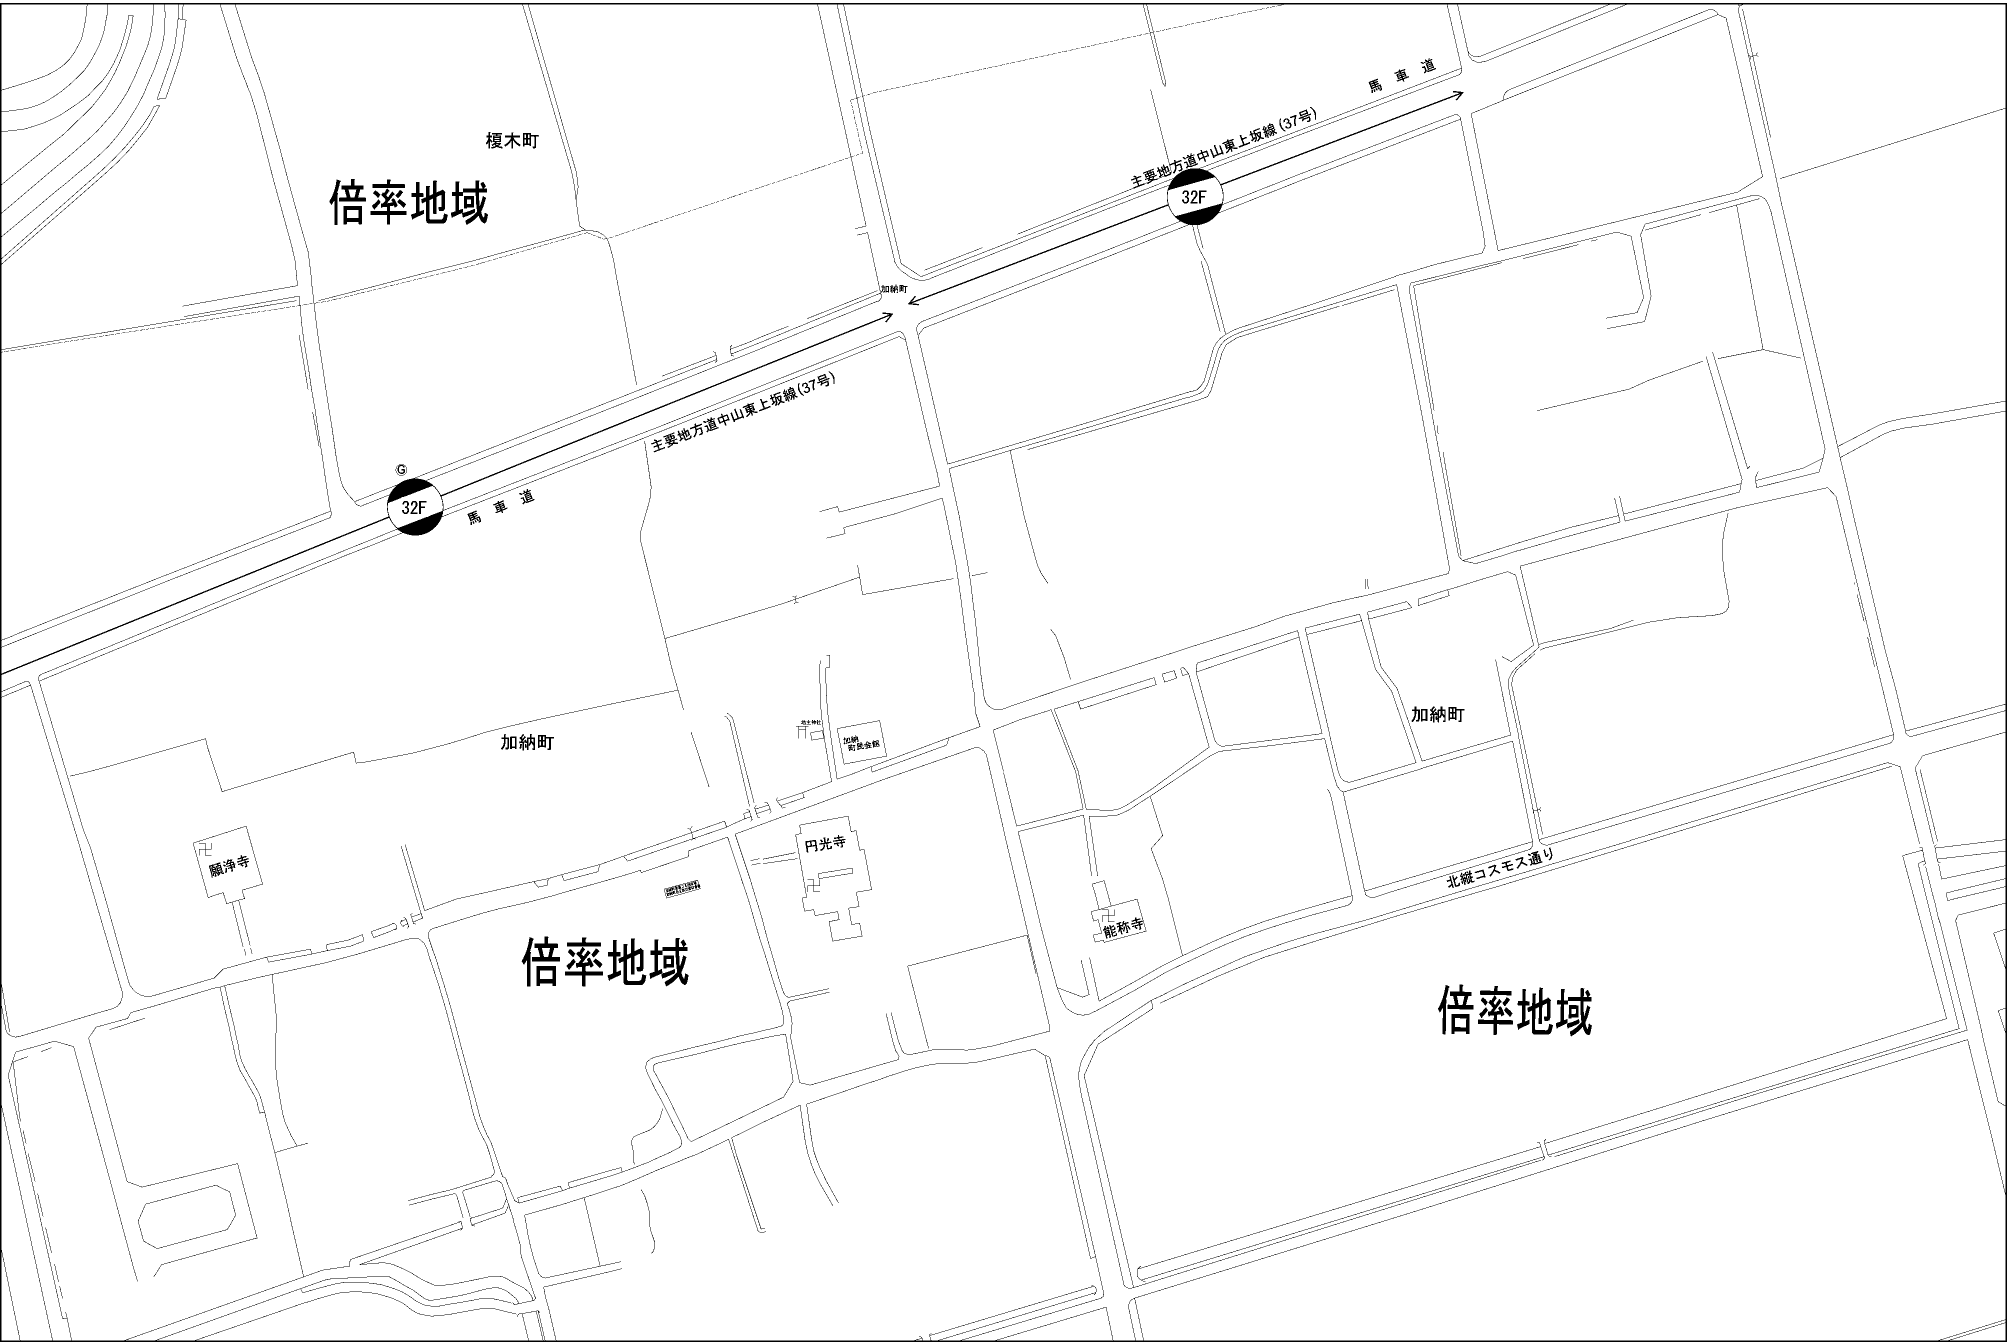 馬車道
主要地方道中山東上坂線(37号)
32F
榎木町
倍率地域
加納町
主要地方道中山東上坂線(37号)
G
32F
馬車道
加納町
加納町
地主神社
加納
町民会館
願浄寺
円光寺
能称寺
北縦コスモス通り
倍率地域
倍率地域